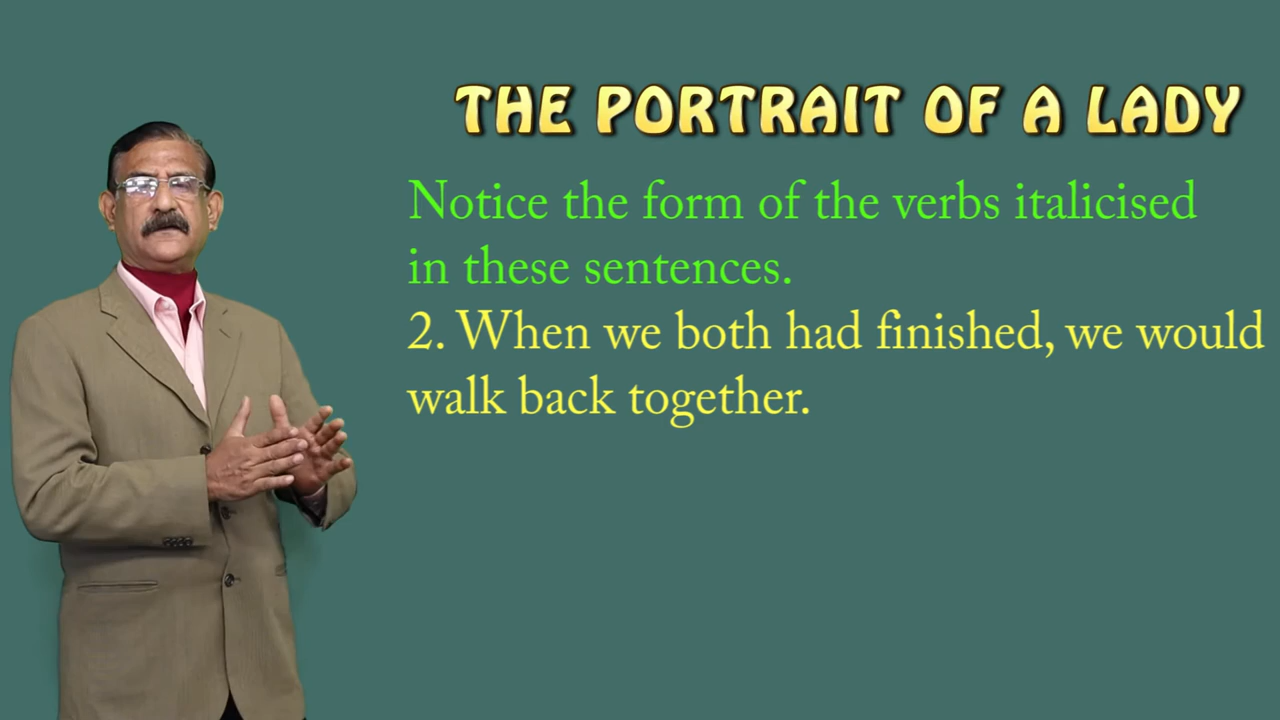 THE PORTRAIT OF A LADY
Notice the form of the verbs italicised
in these sentences.
2. When we both had finished, we would
walk back together.